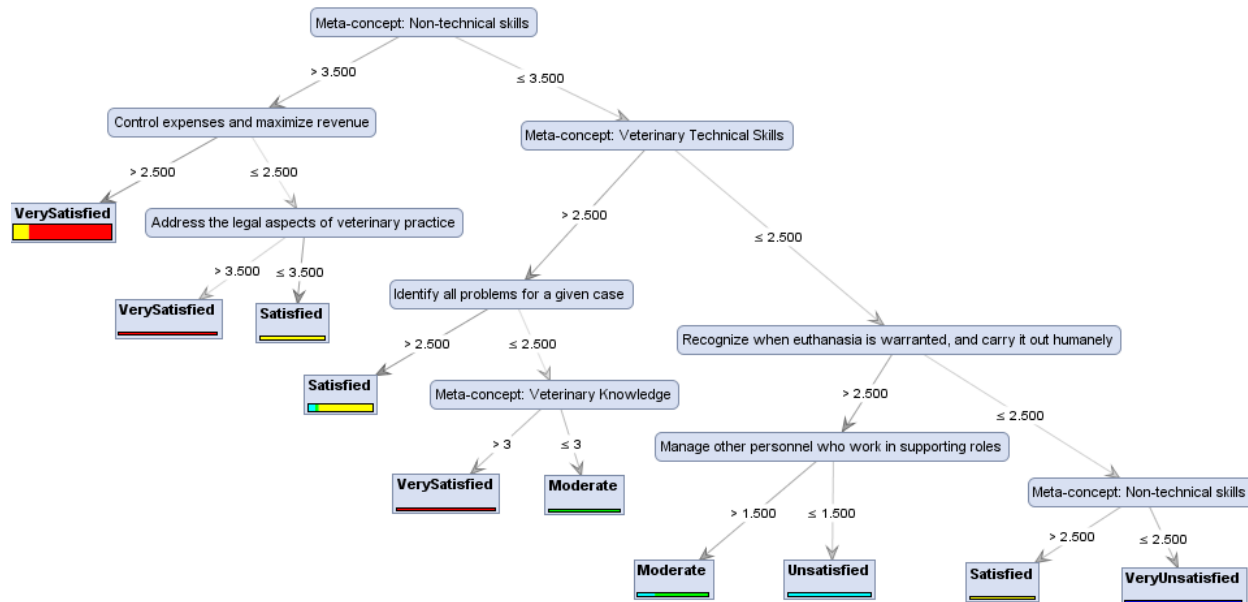 Meta-concept: Non-technical skills
> 3.500
≤ 3.500
Control expenses and maximize revenue
Meta-concept: Veterinary Technical Skills
> 2.500
≤ 2.500
VerySatisfied
Address the legal aspects of veterinary practice
> 2.500
≤ 2.500
> 3.500
≤ 3.500
Identify all problems for a given case
VerySatisfied
Satisfied
Recognize when euthanasia is warranted, and carry it out humanely
> 2.500
≤ 2.500
Satisfied
Meta-concept: Veterinary Knowledge
> 2.500
≤ 2.500
Manage other personnel who work in supporting roles
> 3
≤ 3
VerySatisfied
Moderate
Meta-concept: Non-technical skills
> 1.500
≤ 1.500
> 2.500
≤ 2.500
Moderate
Unsatisfied
Satisfied
VeryUnsatisfied